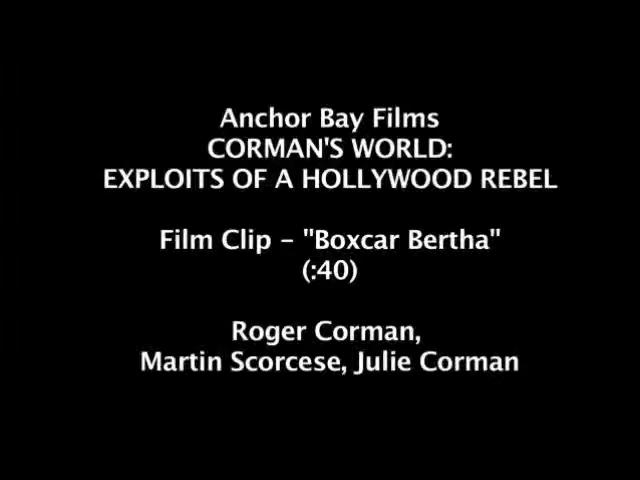 Anchor Bay Films
CORMAN'S WORLD:
EXPLOITS OF A HOLLYWOOD REBEL
Film Clip - "Boxcar Bertha"
(:40)
Roger Corman,
Martin Scorcese, Julie Corman